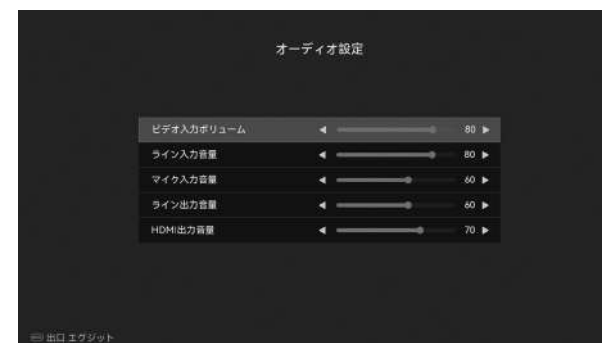 オーディオ設定
ビデオ入力ボリューム ◀ 80 ▶
ライン入力音量 ◀ 80 ▶
マイク入力音量 ◀ 60 ▶
ライン出力音量 ◀ 60 ▶
HDMI出力音量 ◀ 70 ▶
出口 エグジット